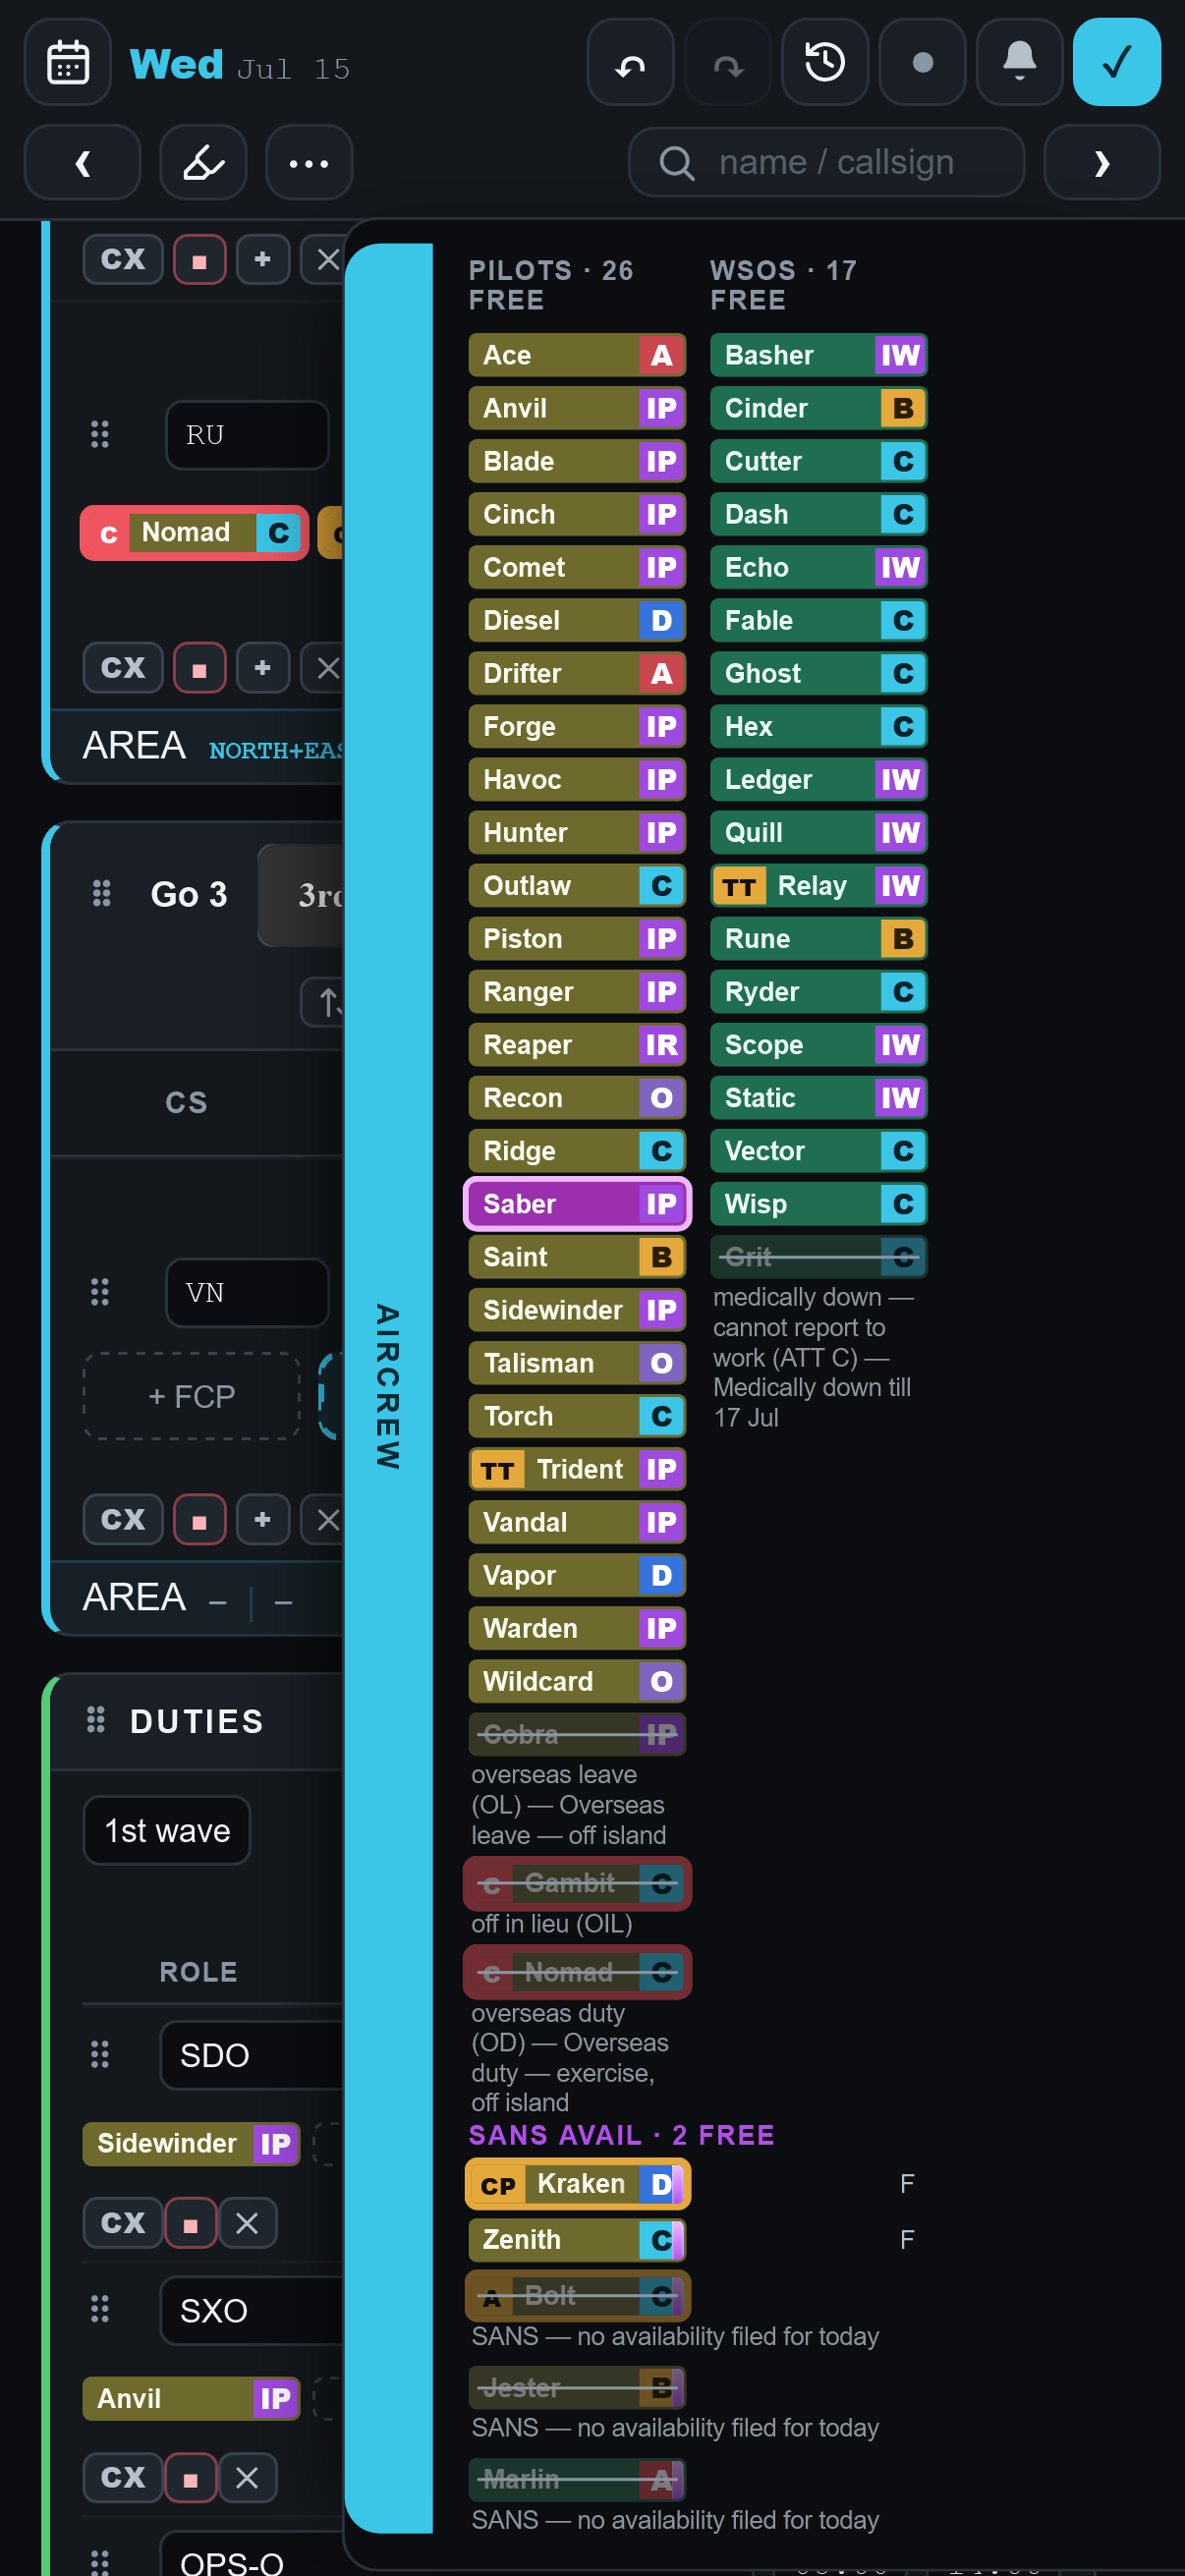 Wed Jul 15
name / callsign
CX
RU
c Nomad C
CX
AREA NORTH+EAS
Go 3 3rd
CS
VN
+ FCP
CX
AREA – | –
DUTIES
1st wave
ROLE
SDO
Sidewinder IP
CX
SXO
Anvil IP
CX
OPS-O
AIRCREW
PILOTS · 26
FREE
Ace A
Anvil IP
Blade IP
Cinch IP
Comet IP
Diesel D
Drifter A
Forge IP
Havoc IP
Hunter IP
Outlaw C
Piston IP
Ranger IP
Reaper IR
Recon O
Ridge C
Saber IP
Saint B
Sidewinder IP
Talisman O
Torch C
TT Trident IP
Vandal IP
Vapor D
Warden IP
Wildcard O
Cobra IP
overseas leave
(OL) — Overseas
leave — off island
c Gambit C
off in lieu (OIL)
c Nomad C
overseas duty
(OD) — Overseas
duty — exercise,
off island
WSOS · 17
FREE
Basher IW
Cinder B
Cutter C
Dash C
Echo IW
Fable C
Ghost C
Hex C
Ledger IW
Quill IW
TT Relay IW
Rune B
Ryder C
Scope IW
Static IW
Vector C
Wisp C
Grit C
medically down —
cannot report to
work (ATT C) —
Medically down till
17 Jul
SANS AVAIL · 2 FREE
CP Kraken D F
Zenith C F
A Bolt C
SANS — no availability filed for today
Jester B
SANS — no availability filed for today
Marlin A
SANS — no availability filed for today